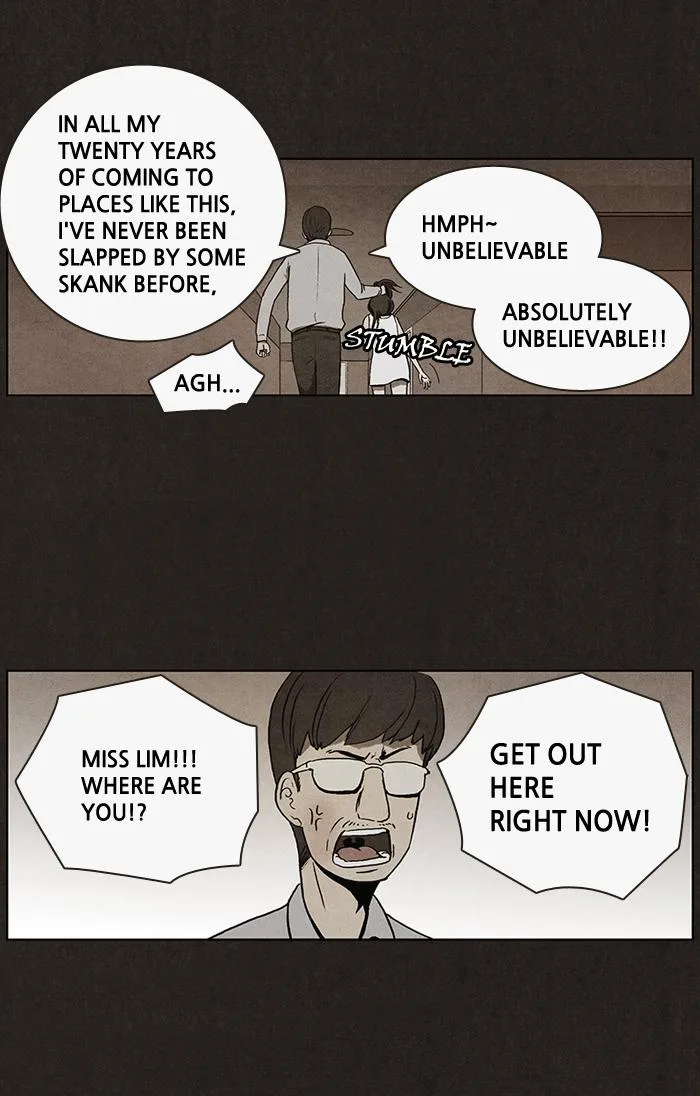 IN ALL MY
TWENTY YEARS
OF COMING TO
PLACES LIKE THIS,
I'VE NEVER BEEN
SLAPPED BY SOME
SKANK BEFORE,
HMPH~
UNBELIEVABLE
ABSOLUTELY
UNBELIEVABLE!!
STUMBLE
AGH...
MISS LIM!!!
WHERE ARE
YOU!?
GET OUT
HERE
RIGHT NOW!